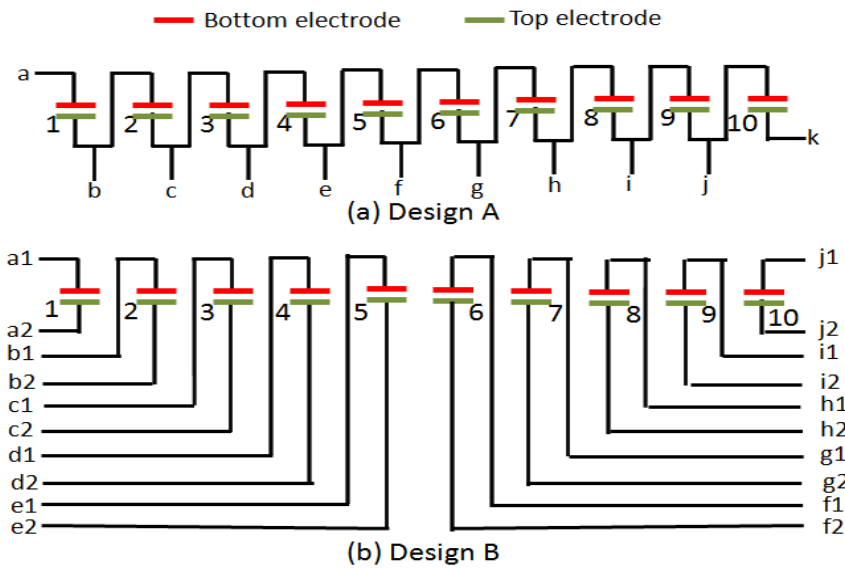 Bottom electrode Top electrode
a
1 2 3 4 5 6 7 8 9 10
k
b c d e f g h i j
(a) Design A
a1 j1
1 2 3 4 5 6 7 8 9 10
a2 j2
b1 i1
b2 i2
c1 h1
c2 h2
d1 g1
d2 g2
e1 f1
e2 f2
(b) Design B